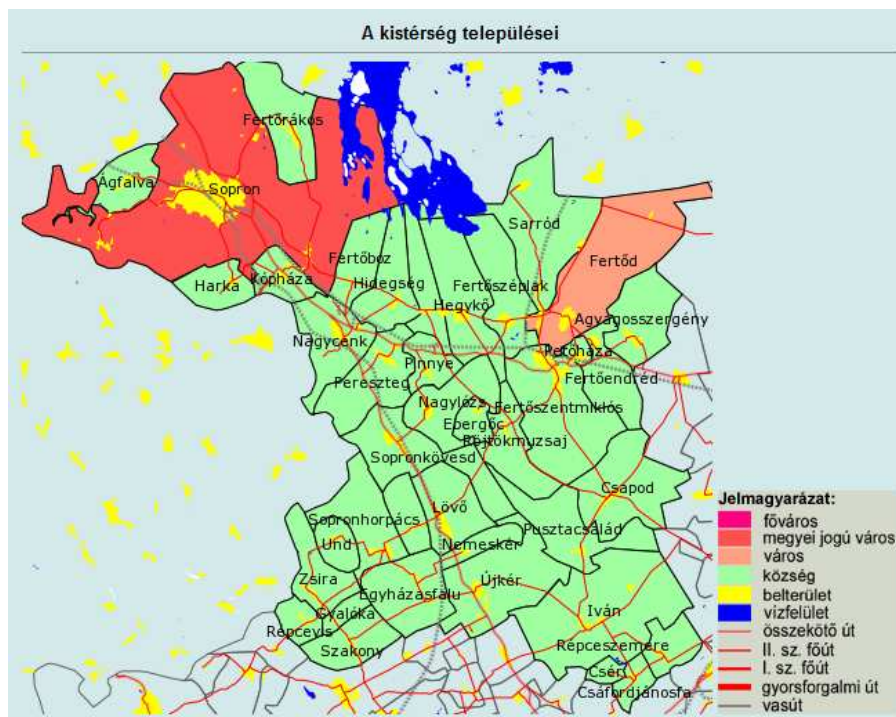 A kistérség települései
Fertőrákos
Ágfalva
Sopron
Sarród
Fertőboz
Fertőd
Harka
Kópháza
Hidegség
Fertőszéplák
Hegykő
Agyagosszergény
Nagycenk
Petőháza
Pinnye
Pereszteg
Fertőendréd
Nagylózs
Fertőszentmiklós
Ebergőc
Röjtökmuzsaj
Sopronkövesd
Csapod
Lövő
Sopronhorpács
Pusztacsalád
Und
Nemeskér
Zsira
Újkér
Egyházasfalu
Gyalóka
Iván
Répcevis
Szakony
Répceszemere
Csér
Csáfordjánosfa
Jelmagyarázat:
főváros
megyei jogú város
város
község
belterület
vízfelület
összekötő út
II. sz. főút
I. sz. főút
gyorsforgalmi út
vasút